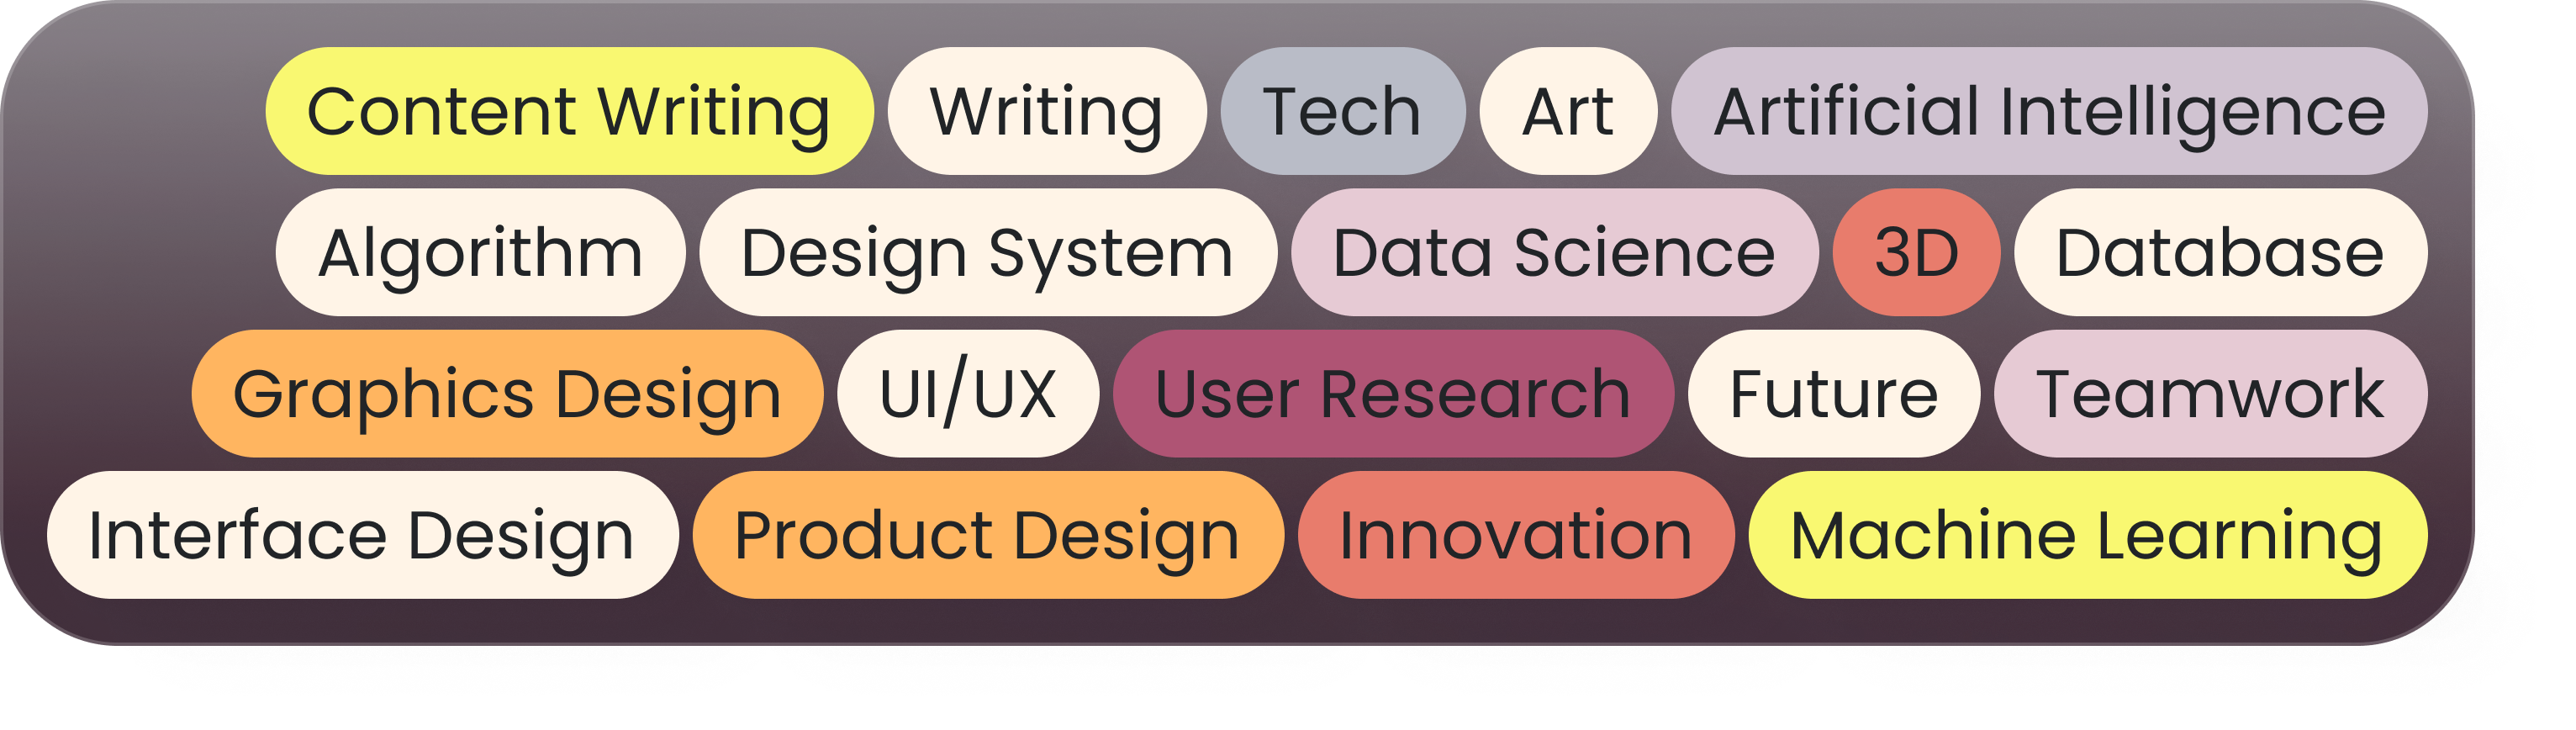 Content Writing Writing Tech Art Artificial Intelligence
Algorithm Design System Data Science 3D Database
Graphics Design UI/UX User Research Future Teamwork
Interface Design Product Design Innovation Machine Learning